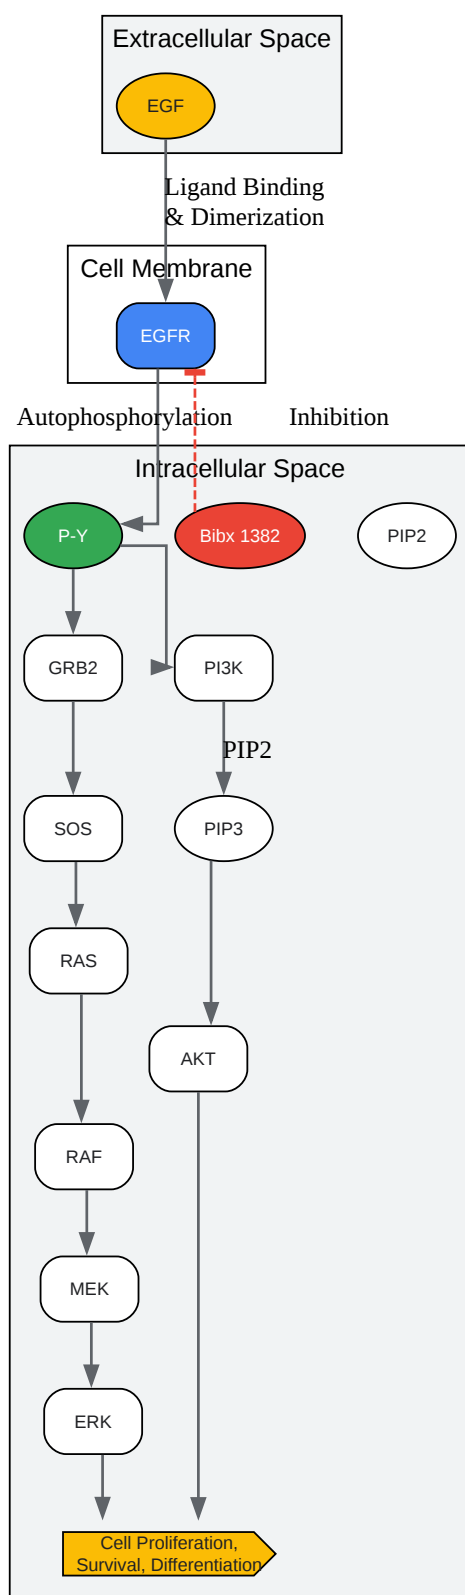 Extracellular Space
EGF
Ligand Binding
& Dimerization
Cell Membrane
EGFR
Autophosphorylation
Inhibition
Intracellular Space
P-Y
Bibx 1382
PIP2
GRB2
PI3K
PIP2
SOS
PIP3
RAS
AKT
RAF
MEK
ERK
Cell Proliferation,
Survival, Differentiation